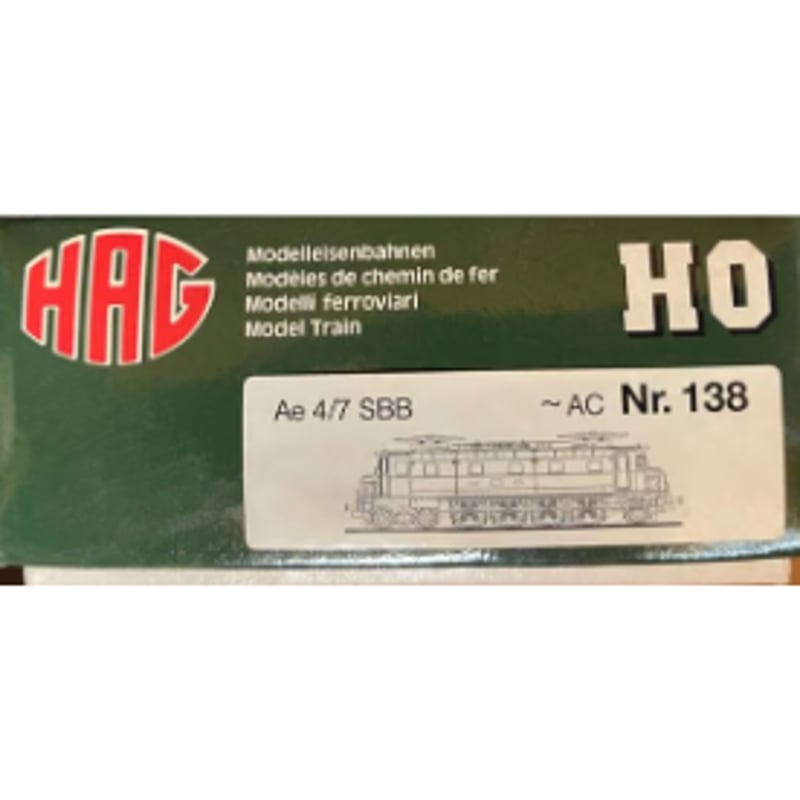 HAG
Modelleisenbahnen
Modèles de chemin de fer
Modelli ferroviari
Model Train
HO
Ae 4/7 SBB
~AC Nr. 138